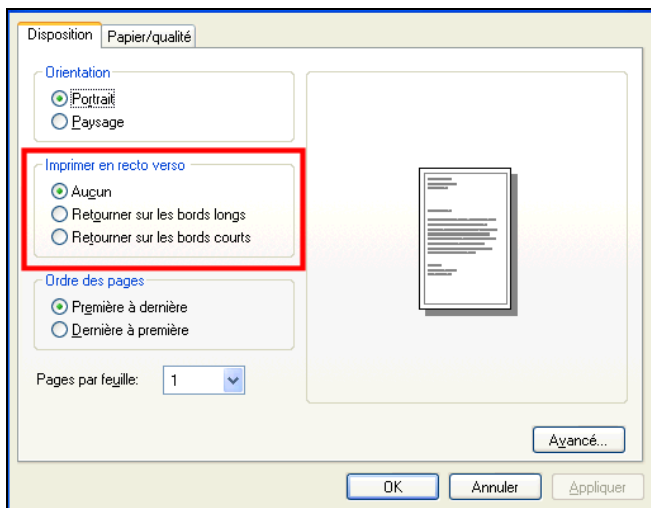 Disposition Papier/qualité
Orientation
Portrait
Paysage
Imprimer en recto verso
Aucun
Retourner sur les bords longs
Retourner sur les bords courts
Ordre des pages
Première à dernière
Dernière à première
Pages par feuille: 1
Avancé...
OK Annuler Appliquer